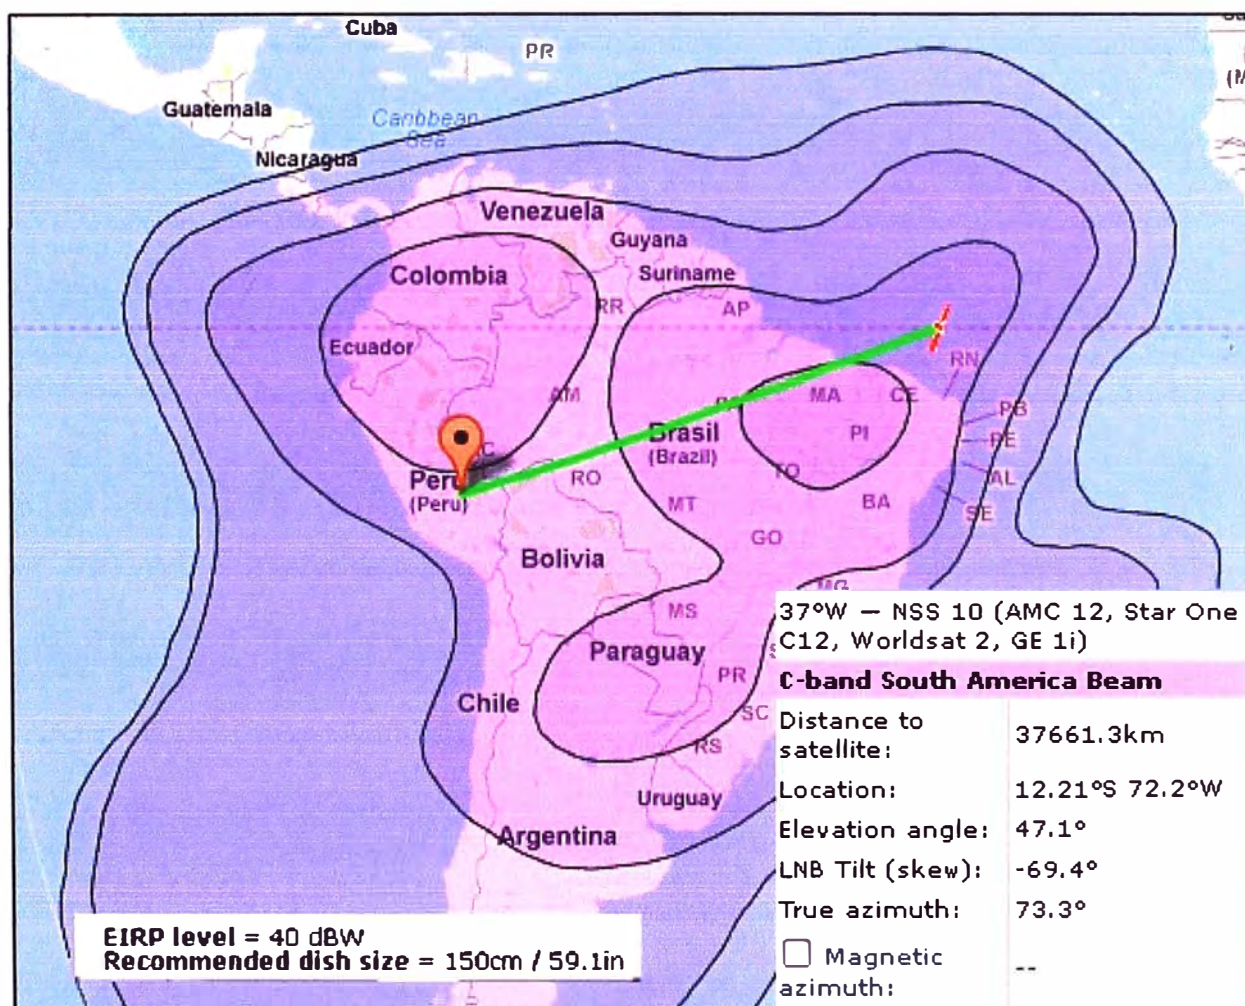 Cuba
PR
Guatemala
Caribbean
Sea
Nicaragua
Venezuela
Guyana
Colombia
Suriname
RR
AP
Ecuador
RN
AM
MA
CE
PB
Brasil
(Brazil)
PI
PE
Peru
(Peru)
RO
TO
AL
MT
BA
SE
GO
Bolivia
MG
MS
37°W — NSS 10 (AMC 12, Star One
C12, Worldsat 2, GE 1i)
Paraguay
PR
C-band South America Beam
Chile
SC
Distance to
satellite:
37661.3km
RS
Location:
12.21°S 72.2°W
Uruguay
Elevation angle:
47.1°
Argentina
LNB Tilt (skew):
-69.4°
True azimuth:
73.3°
EIRP level = 40 dBW
Recommended dish size = 150cm / 59.1in
Magnetic
azimuth:
--